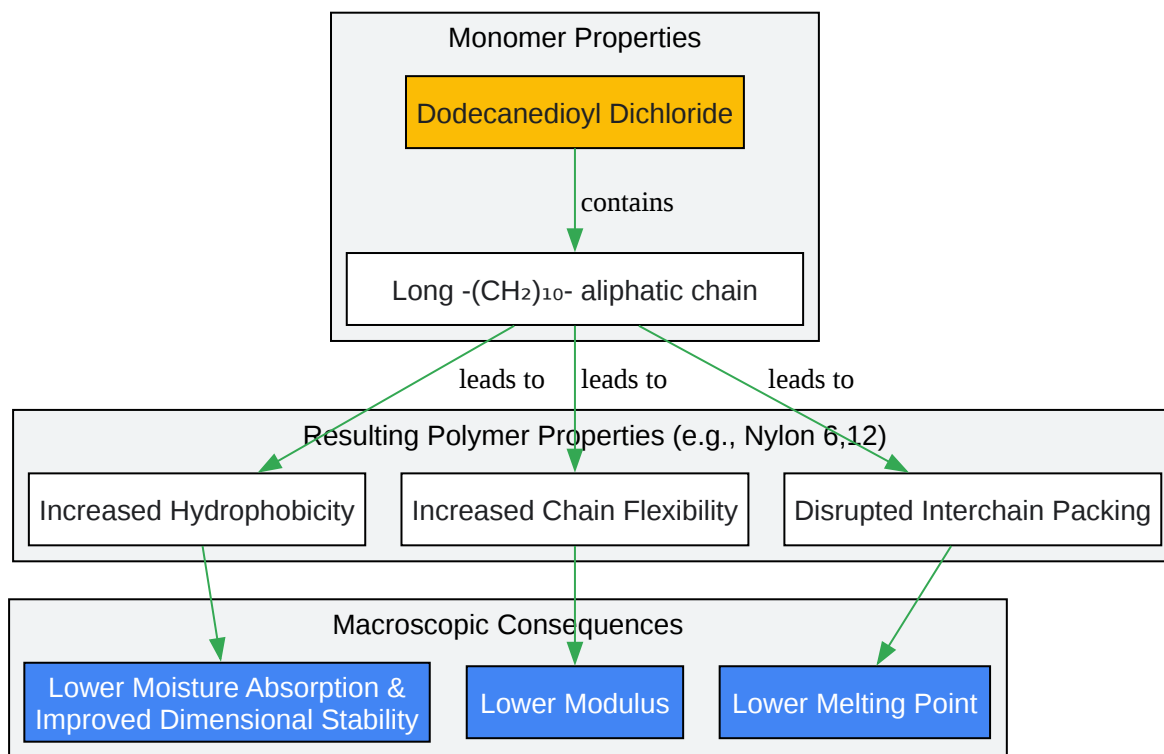 Monomer Properties
Dodecanedioyl Dichloride
contains
Long -(CH₂)₁₀- aliphatic chain
leads to
leads to
leads to
Resulting Polymer Properties (e.g., Nylon 6,12)
Increased Hydrophobicity
Increased Chain Flexibility
Disrupted Interchain Packing
Macroscopic Consequences
Lower Moisture Absorption &
Improved Dimensional Stability
Lower Modulus
Lower Melting Point